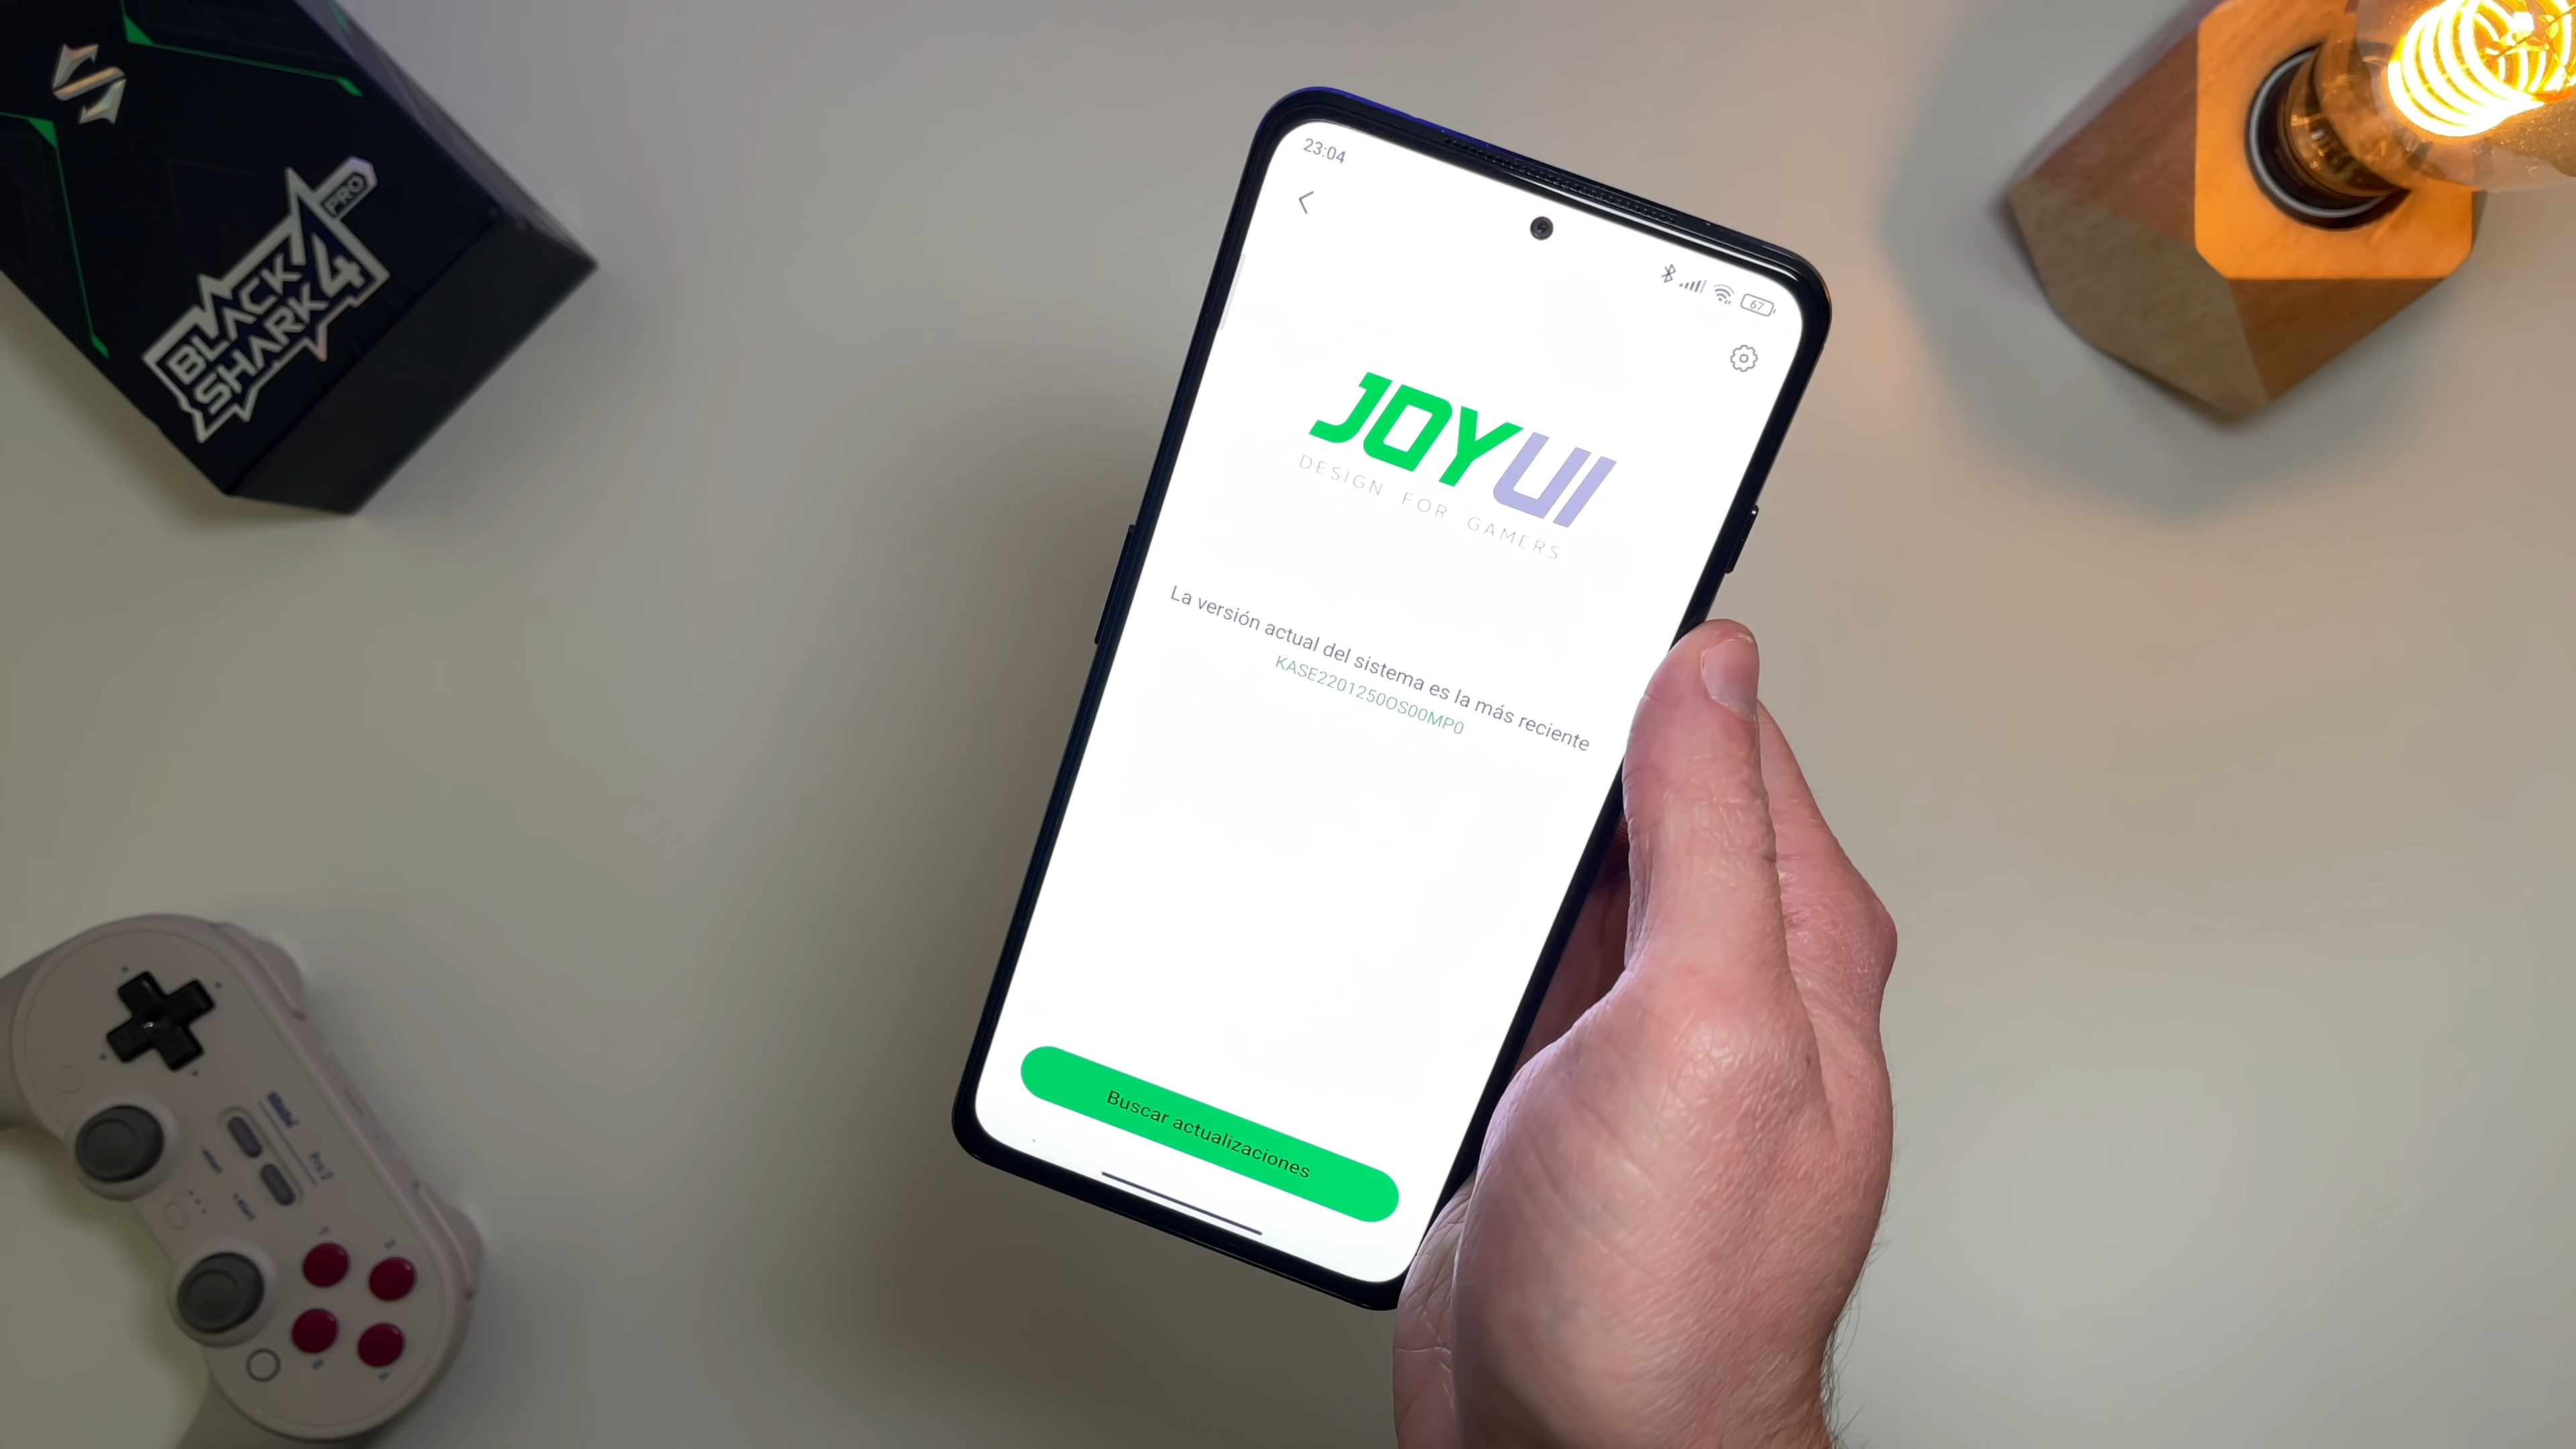 BLACK
SHARK 4
PRO
23:04
67
JOYUI
DESIGN FOR GAMERS
La versión actual del sistema es la más reciente
KASE2201250OS00MP0
Buscar actualizaciones
Pro 2
start